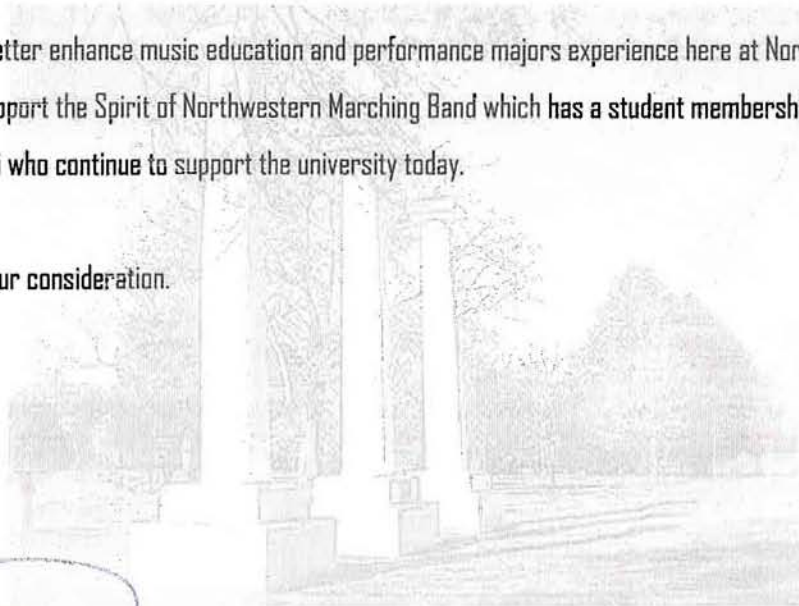 etter enhance music education and performance majors experience here at Nor
pport the Spirit of Northwestern Marching Band which has a student membersh
i who continue to support the university today.
ur consideration.